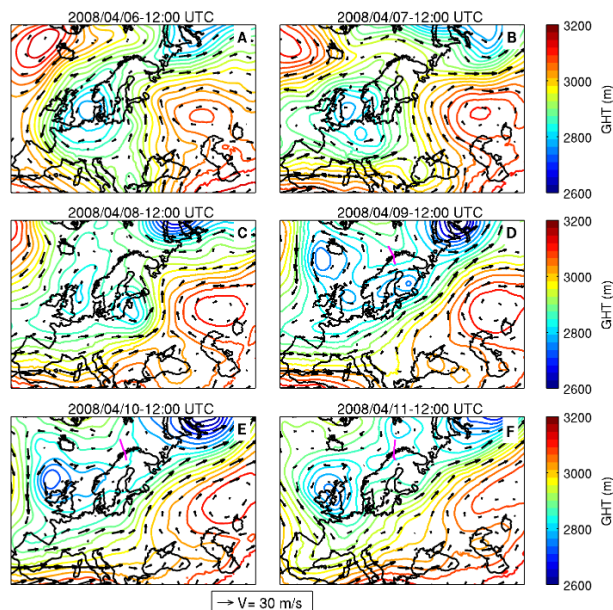 2008/04/06-12:00 UTC
2008/04/07-12:00 UTC
A
B
3200
3000
2800
2600
GHT (m)
2008/04/08-12:00 UTC
2008/04/09-12:00 UTC
C
D
3200
3000
2800
2600
GHT (m)
2008/04/10-12:00 UTC
2008/04/11-12:00 UTC
E
F
3200
3000
2800
2600
GHT (m)
V= 30 m/s